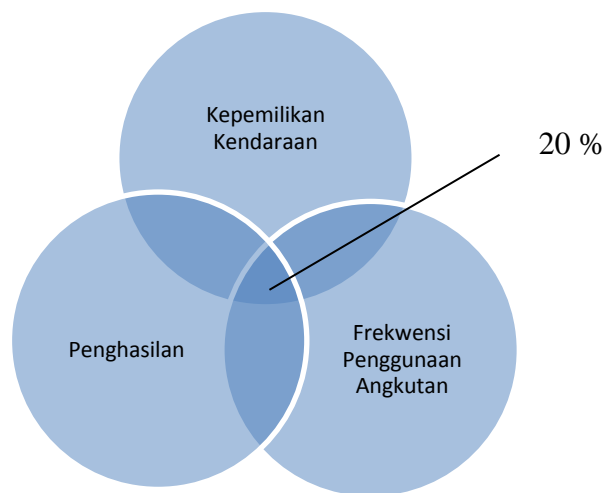 Kepemilikan
Kendaraan
20 %
Penghasilan
Frekwensi
Penggunaan
Angkutan